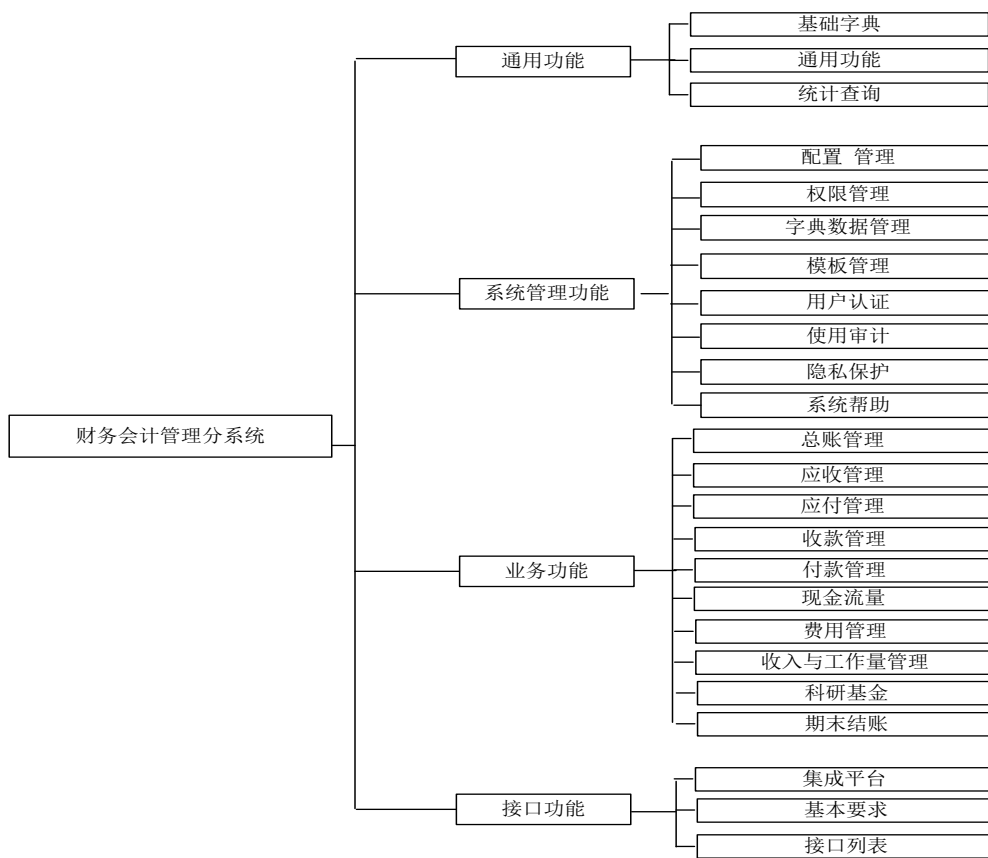 财务会计管理分系统
通用功能
基础字典
通用功能
统计查询
系统管理功能
配置 管理
权限管理
字典数据管理
模板管理
用户认证
使用审计
隐私保护
系统帮助
业务功能
总账管理
应收管理
应付管理
收款管理
付款管理
现金流量
费用管理
收入与工作量管理
科研基金
期末结账
接口功能
集成平台
基本要求
接口列表